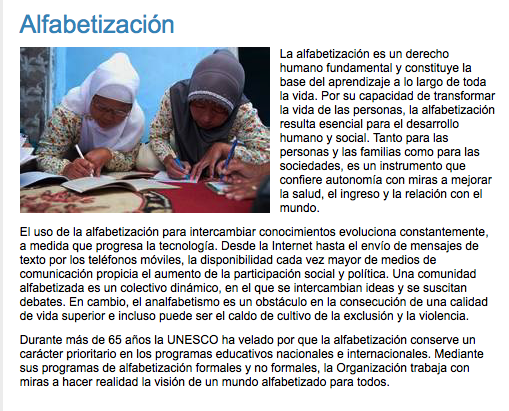 Alfabetización
La alfabetización es un derecho
humano fundamental y constituye la
base del aprendizaje a lo largo de toda
la vida. Por su capacidad de transformar
la vida de las personas, la alfabetización
resulta esencial para el desarrollo
humano y social. Tanto para las
personas y las familias como para las
sociedades, es un instrumento que
confiere autonomía con miras a mejorar
la salud, el ingreso y la relación con el
mundo.
El uso de la alfabetización para intercambiar conocimientos evoluciona constantemente,
a medida que progresa la tecnología. Desde la Internet hasta el envío de mensajes de
texto por los teléfonos móviles, la disponibilidad cada vez mayor de medios de
comunicación propicia el aumento de la participación social y política. Una comunidad
alfabetizada es un colectivo dinámico, en el que se intercambian ideas y se suscitan
debates. En cambio, el analfabetismo es un obstáculo en la consecución de una calidad
de vida superior e incluso puede ser el caldo de cultivo de la exclusión y la violencia.
Durante más de 65 años la UNESCO ha velado por que la alfabetización conserve un
carácter prioritario en los programas educativos nacionales e internacionales. Mediante
sus programas de alfabetización formales y no formales, la Organización trabaja con
miras a hacer realidad la visión de un mundo alfabetizado para todos.